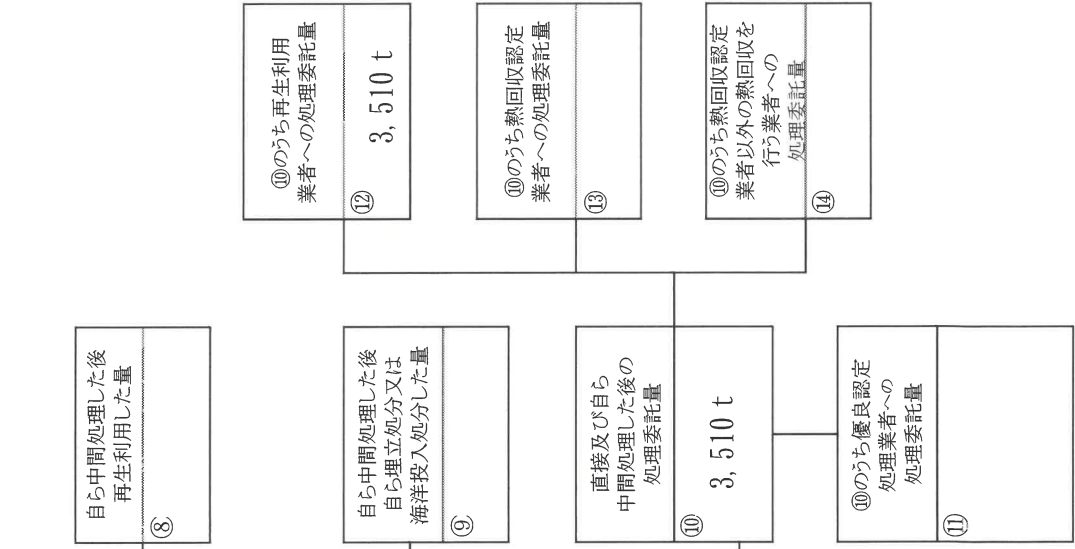 自ら中間処理した後
再生利用した量
⑧
自ら中間処理した後
自ら埋立処分又は
海洋投入処分した量
⑨
直接及び自ら
中間処理した後の
処理委託量
⑩
3,510 t
⑩のうち優良認定
処理業者への
処理委託量
⑪
⑩のうち再生利用
業者への処理委託量
⑫
3,510 t
⑩のうち熱回収認定
業者への処理委託量
⑬
⑩のうち熱回収認定
業者以外の熱回収を
行う業者への
処理委託量
⑭